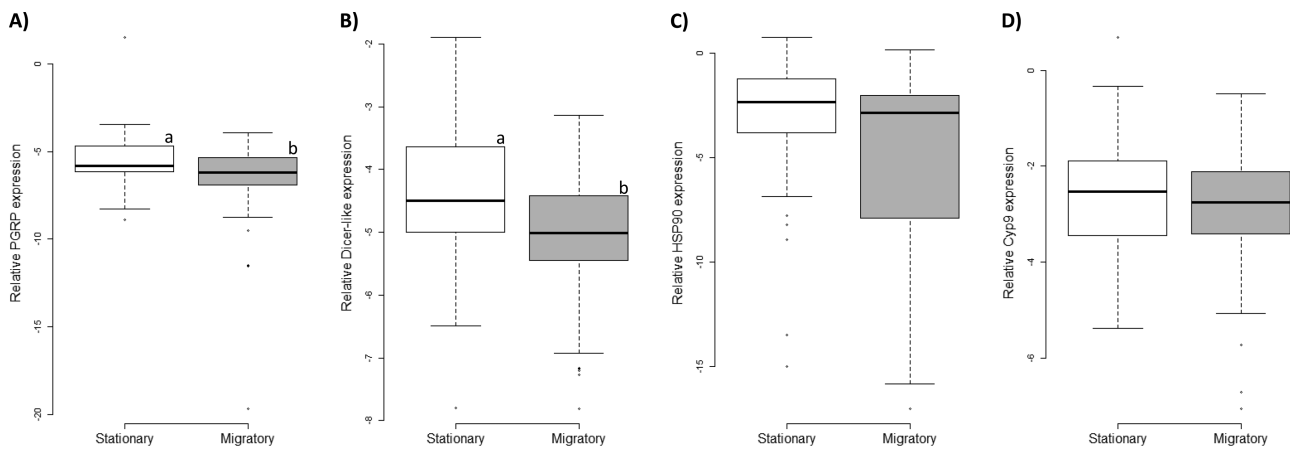 A)
Relative PGRP expression
0
-5
-10
-15
-20
a
b
Stationary
Migratory
B)
Relative Dicer-like expression
-2
-3
-4
-5
-6
-7
-8
a
b
Stationary
Migratory
C)
Relative HSP90 expression
0
-5
-10
-15
Stationary
Migratory
D)
Relative Cyp9 expression
0
-2
-4
-6
Stationary
Migratory